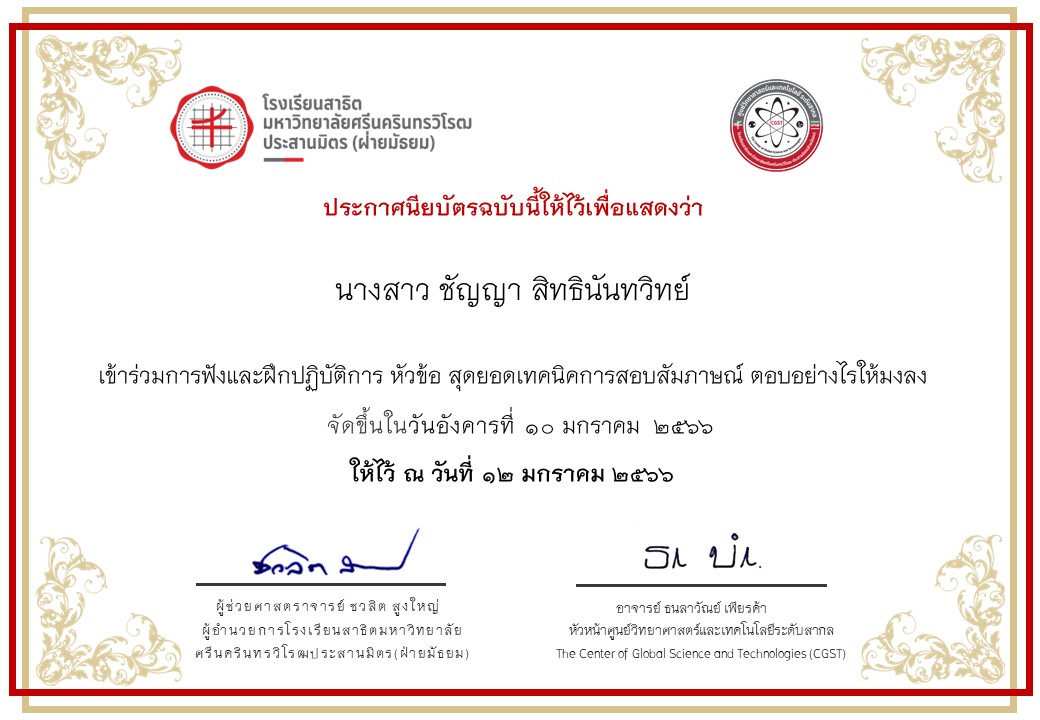 โรงเรียนสาธิต
มหาวิทยาลัยศรีนครินทรวิโรฒ
ประสานมิตร (ฝ่ายมัธยม)
CGST
ประกาศนียบัตรฉบับนี้ให้ไว้เพื่อแสดงว่า
นางสาว ชัญญา สิทธินันทวิทย์
เข้าร่วมการฟังและฝึกปฏิบัติการ หัวข้อ สุดยอดเทคนิคการสอบสัมภาษณ์ ตอบอย่างไรให้มงลง
จัดขึ้นในวันอังคารที่ ๑๐ มกราคม ๒๕๖๖
ให้ไว้ ณ วันที่ ๑๒ มกราคม ๒๕๖๖
ผู้ช่วยศาสตราจารย์ ชวลิต สูงใหญ่
ผู้อำนวยการโรงเรียนสาธิตมหาวิทยาลัย
ศรีนครินทรวิโรฒประสานมิตร(ฝ่ายมัธยม)
อาจารย์ ธนลาวัณย์ เพียรค้า
หัวหน้าศูนย์วิทยาศาสตร์และเทคโนโลยีระดับสากล
The Center of Global Science and Technologies (CGST)